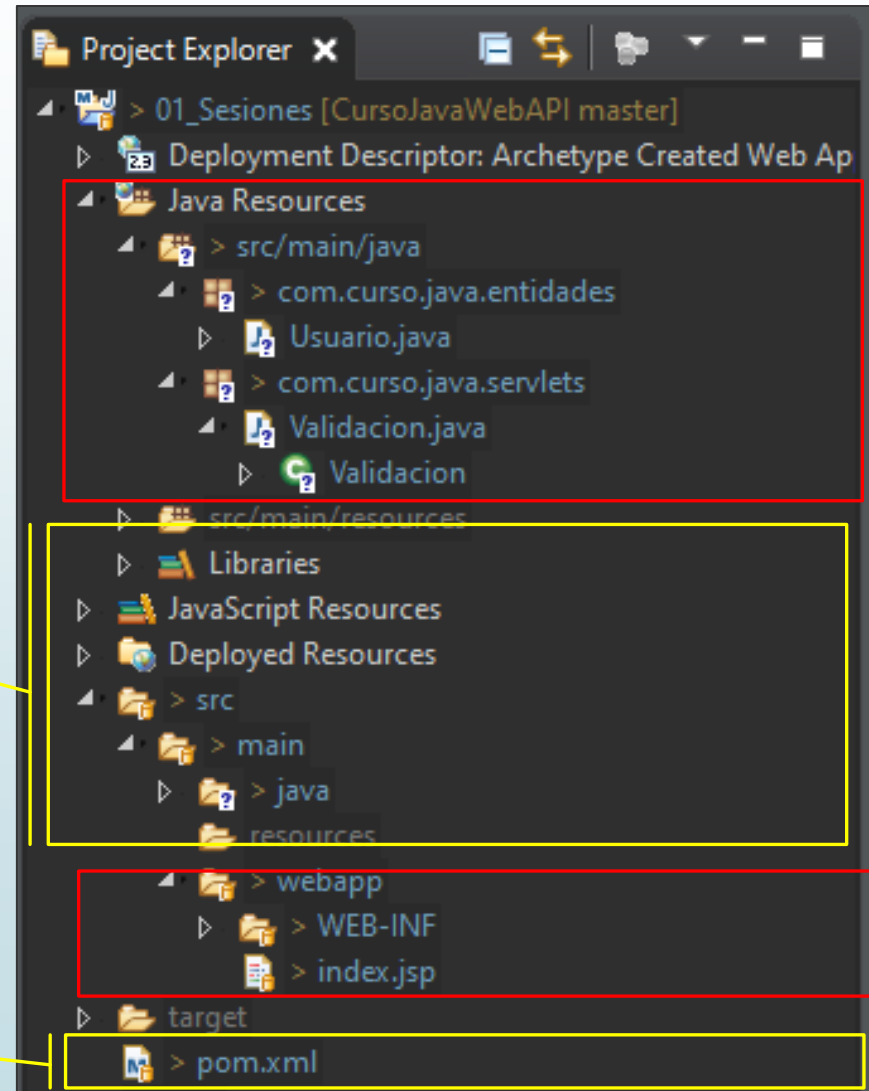 Project Explorer
> 01_Sesiones [CursoJavaWebAPI master]
Deployment Descriptor: Archetype Created Web Ap
Java Resources
> src/main/java
> com.curso.java.entidades
Usuario.java
> com.curso.java.servlets
Validacion.java
Validacion
src/main/resources
Libraries
JavaScript Resources
Deployed Resources
> src
> main
> java
resources
> webapp
> WEB-INF
> index.jsp
target
> pom.xml